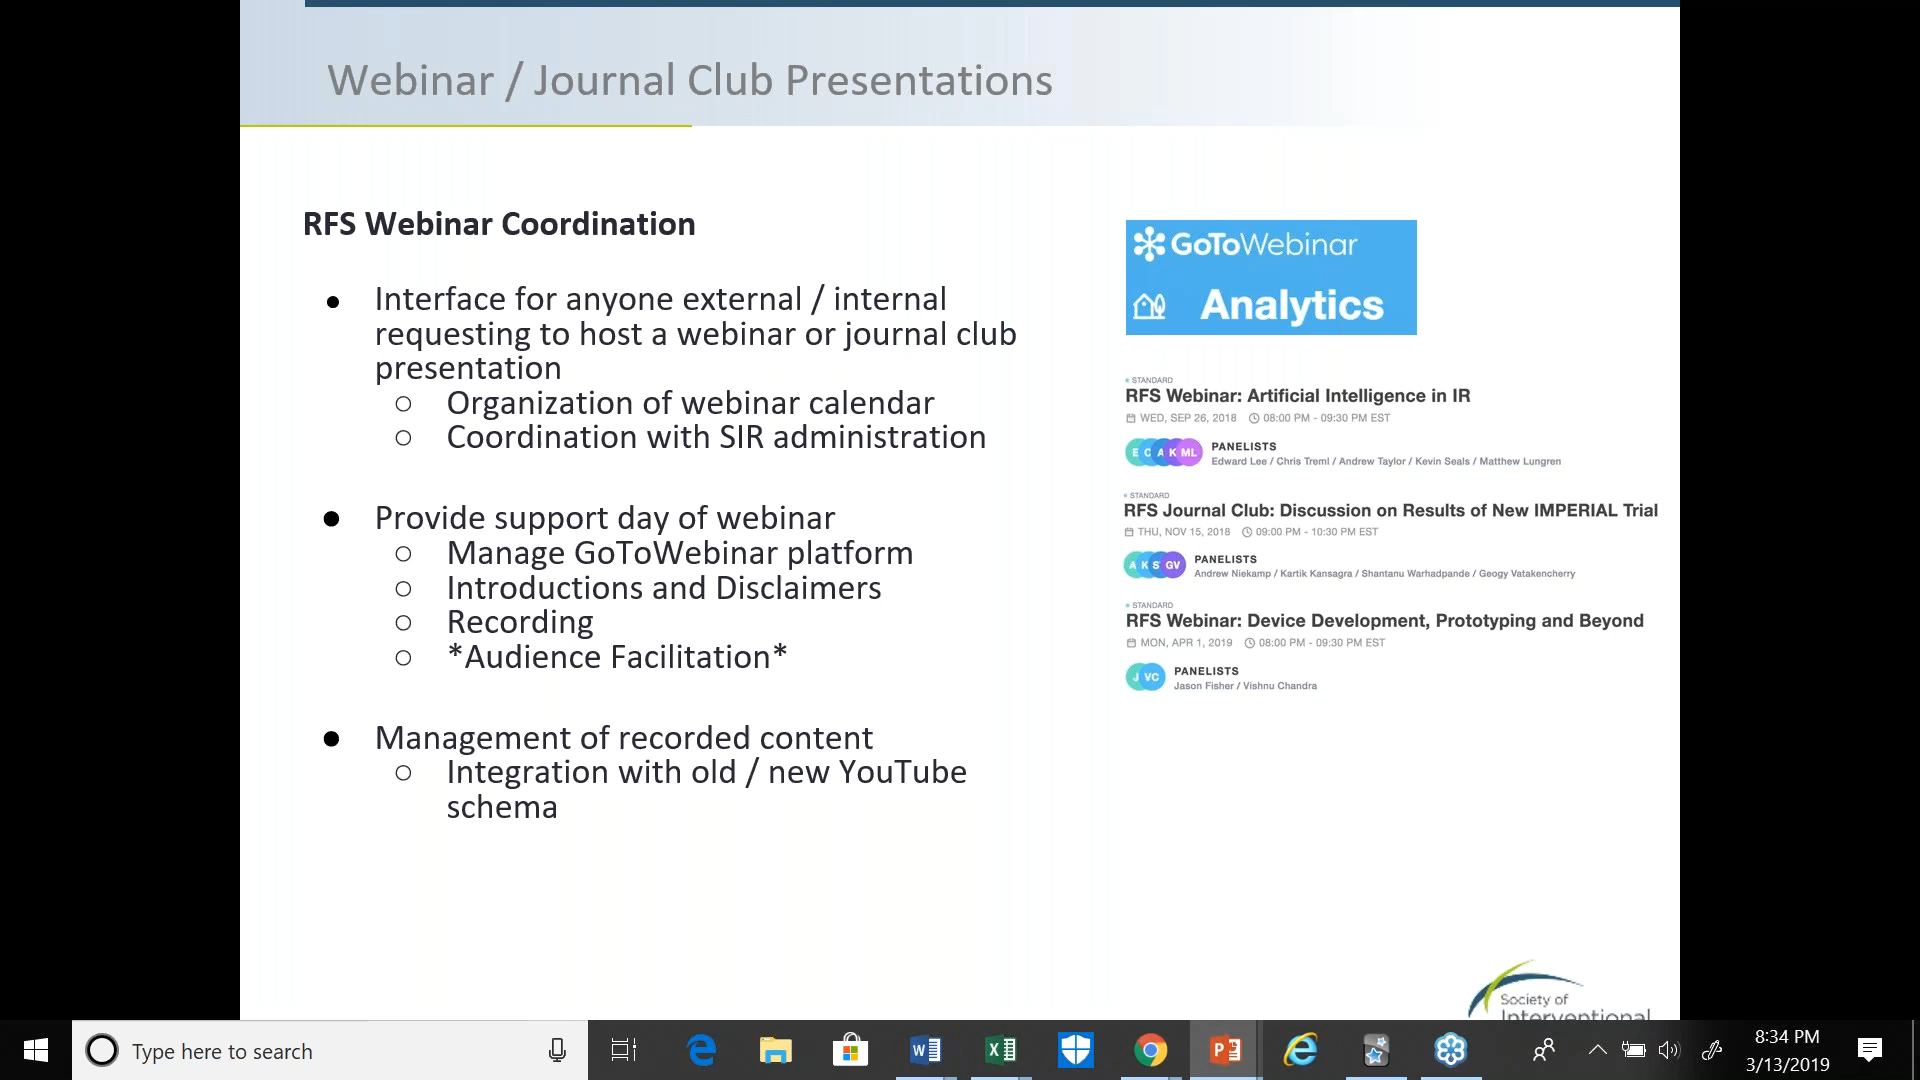 Webinar / Journal Club Presentations
RFS Webinar Coordination
● Interface for anyone external / internal
requesting to host a webinar or journal club
presentation
○ Organization of webinar calendar
○ Coordination with SIR administration
● Provide support day of webinar
○ Manage GoToWebinar platform
○ Introductions and Disclaimers
○ Recording
○ *Audience Facilitation*
● Management of recorded content
○ Integration with old / new YouTube
schema
GoToWebinar
Analytics
STANDARD
RFS Webinar: Artificial Intelligence in IR
WED, SEP 26, 2018 08:00 PM - 09:30 PM EST
E C A K ML
PANELISTS
Edward Lee / Chris Treml / Andrew Taylor / Kevin Seals / Matthew Lungren
STANDARD
RFS Journal Club: Discussion on Results of New IMPERIAL Trial
THU, NOV 15, 2018 09:00 PM - 10:30 PM EST
A K S GV
PANELISTS
Andrew Niekamp / Kartik Kansagra / Shantanu Warhadpande / Geogy Vatakencherry
STANDARD
RFS Webinar: Device Development, Prototyping and Beyond
MON, APR 1, 2019 08:00 PM - 09:30 PM EST
J VC
PANELISTS
Jason Fisher / Vishnu Chandra
Society of
Interventional
Type here to search
8:34 PM
3/13/2019